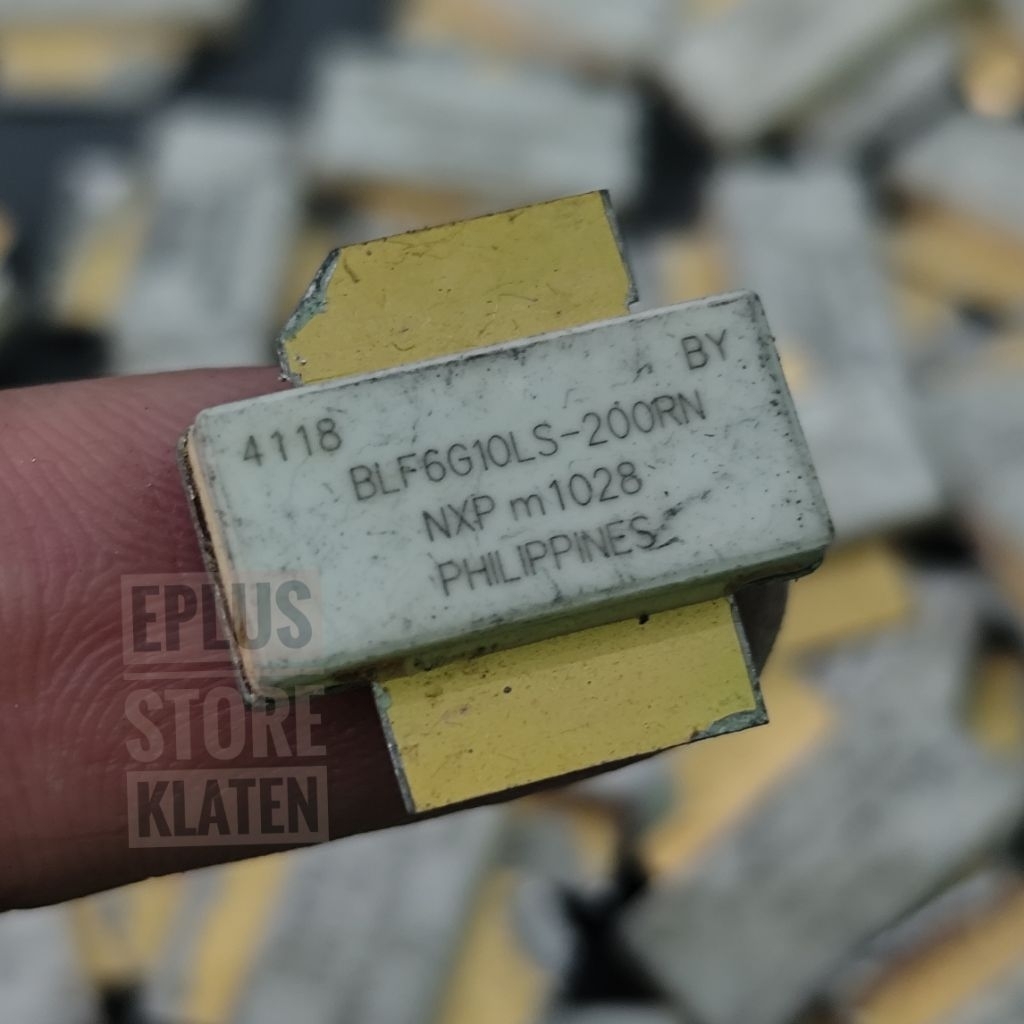 4118 BY
BLF6G10LS-200RN
NXP m1028
PHILIPPINES
EPLUS
STORE
KLATEN